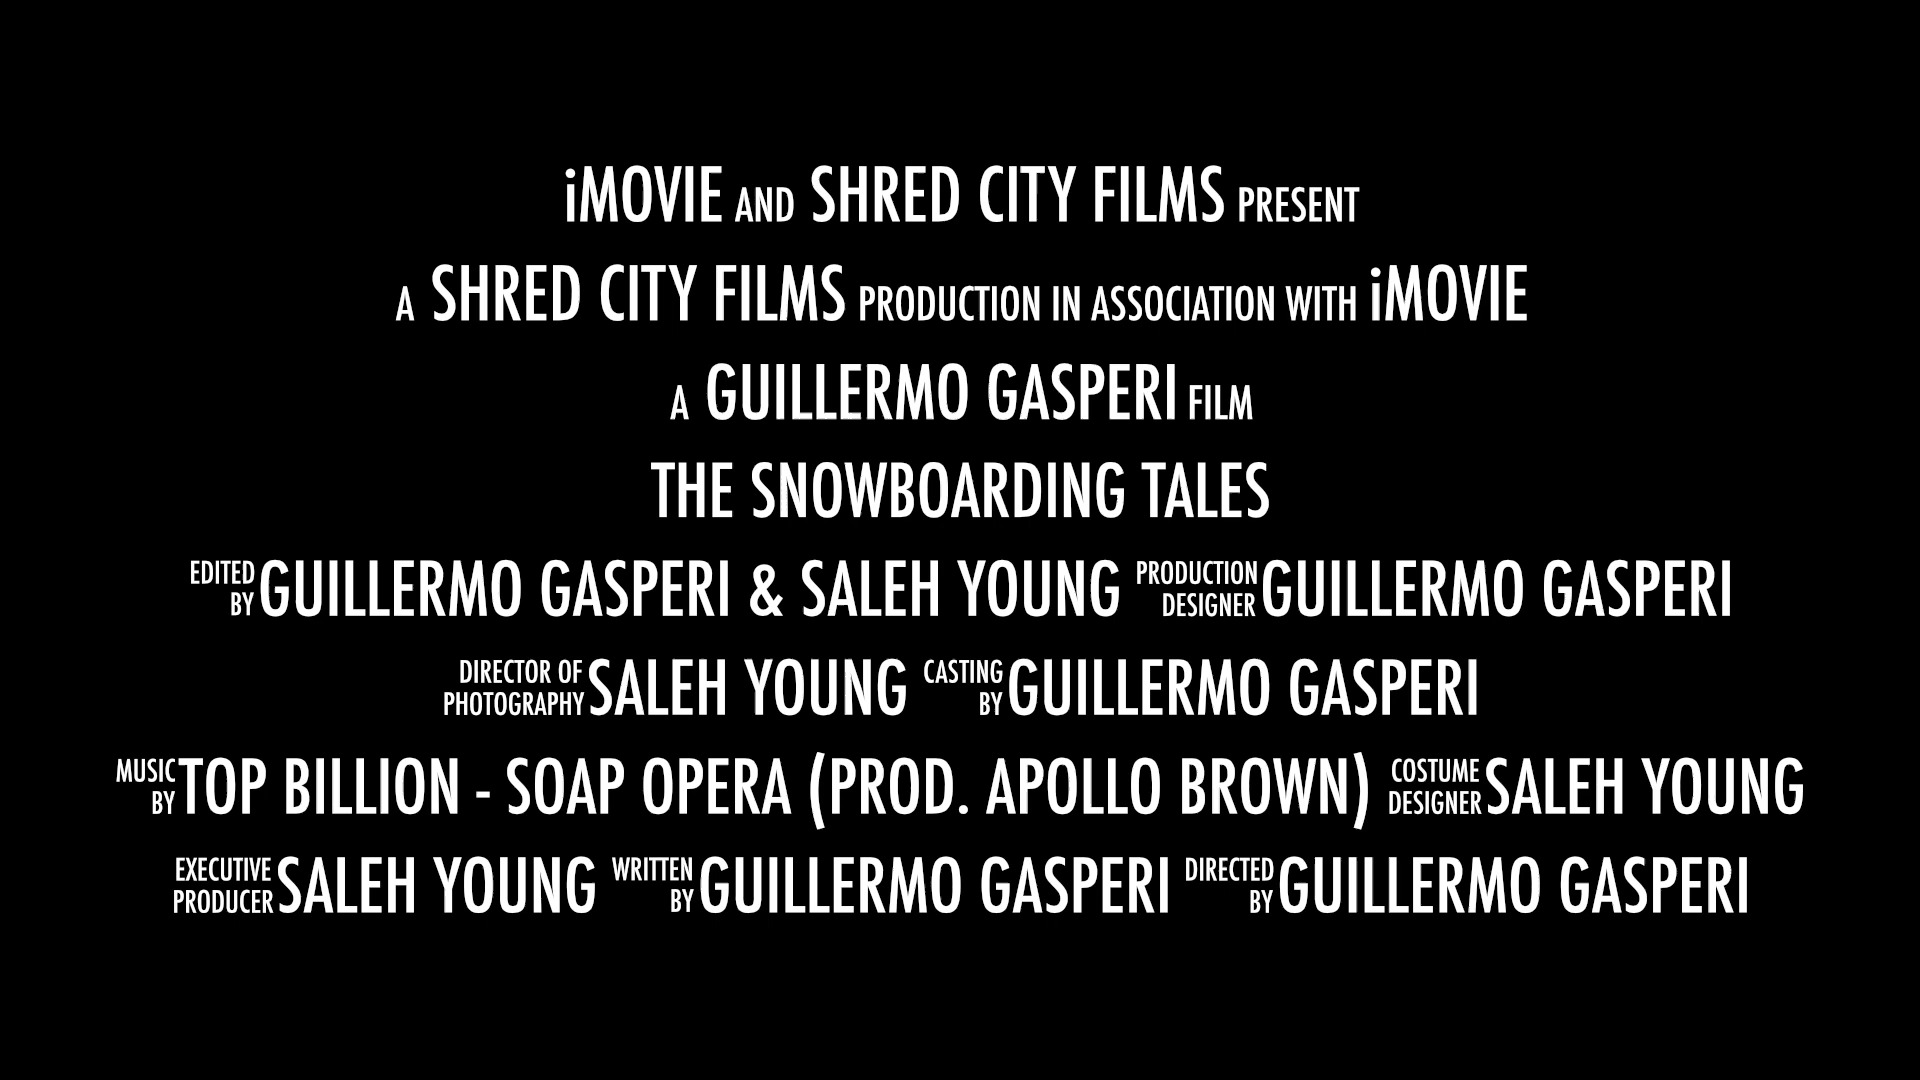 iMOVIE AND SHRED CITY FILMS PRESENT
A SHRED CITY FILMS PRODUCTION IN ASSOCIATION WITH iMOVIE
A GUILLERMO GASPERI FILM
THE SNOWBOARDING TALES
EDITED BY GUILLERMO GASPERI & SALEH YOUNG PRODUCTION DESIGNER GUILLERMO GASPERI
DIRECTOR OF PHOTOGRAPHY SALEH YOUNG CASTING BY GUILLERMO GASPERI
MUSIC BY TOP BILLION - SOAP OPERA (PROD. APOLLO BROWN) COSTUME DESIGNER SALEH YOUNG
EXECUTIVE PRODUCER SALEH YOUNG WRITTEN BY GUILLERMO GASPERI DIRECTED BY GUILLERMO GASPERI